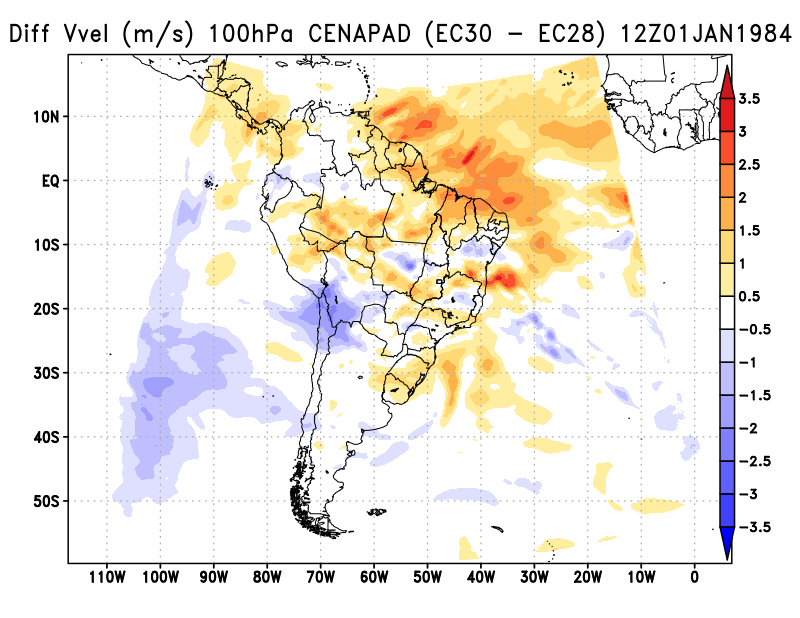 Diff Vvel (m/s) 100hPa CENAPAD (EC30 − EC28) 12Z01JAN1984
10N
EQ
10S
20S
30S
40S
50S
110W 100W 90W 80W 70W 60W 50W 40W 30W 20W 10W 0
3.5
3
2.5
2
1.5
1
0.5
−0.5
−1
−1.5
−2
−2.5
−3
−3.5